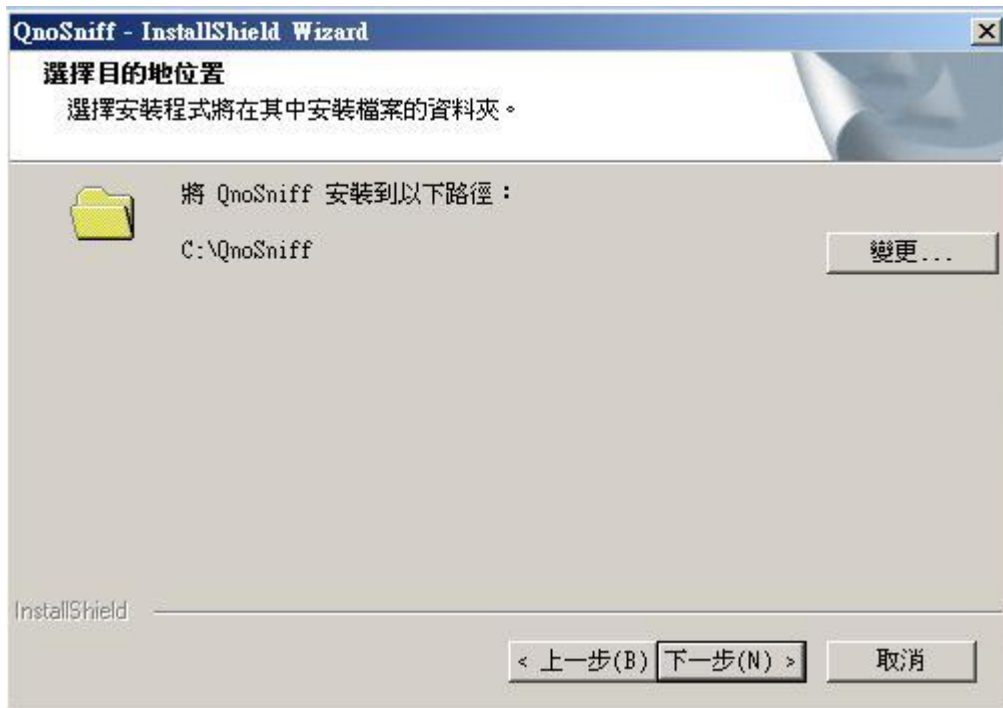 QnoSniff - InstallShield Wizard
選擇目的地位置
選擇安裝程式將在其中安裝檔案的資料夾。
將 QnoSniff 安裝到以下路徑：
C:\QnoSniff
變更...
InstallShield
< 上一步(B) 下一步(N) > 取消